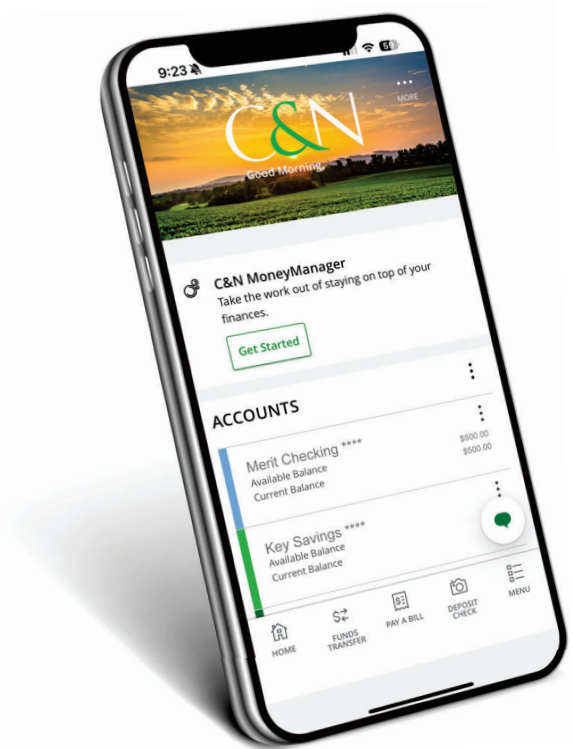 9:23
MORE
C&N
Good Morning
C&N MoneyManager
Take the work out of staying on top of your
finances.
Get Started
ACCOUNTS
Merit Checking ****
Available Balance $500.00
Current Balance $500.00
Key Savings ****
Available Balance
Current Balance
HOME
FUNDS
TRANSFER
PAY A BILL
DEPOSIT
CHECK
MENU